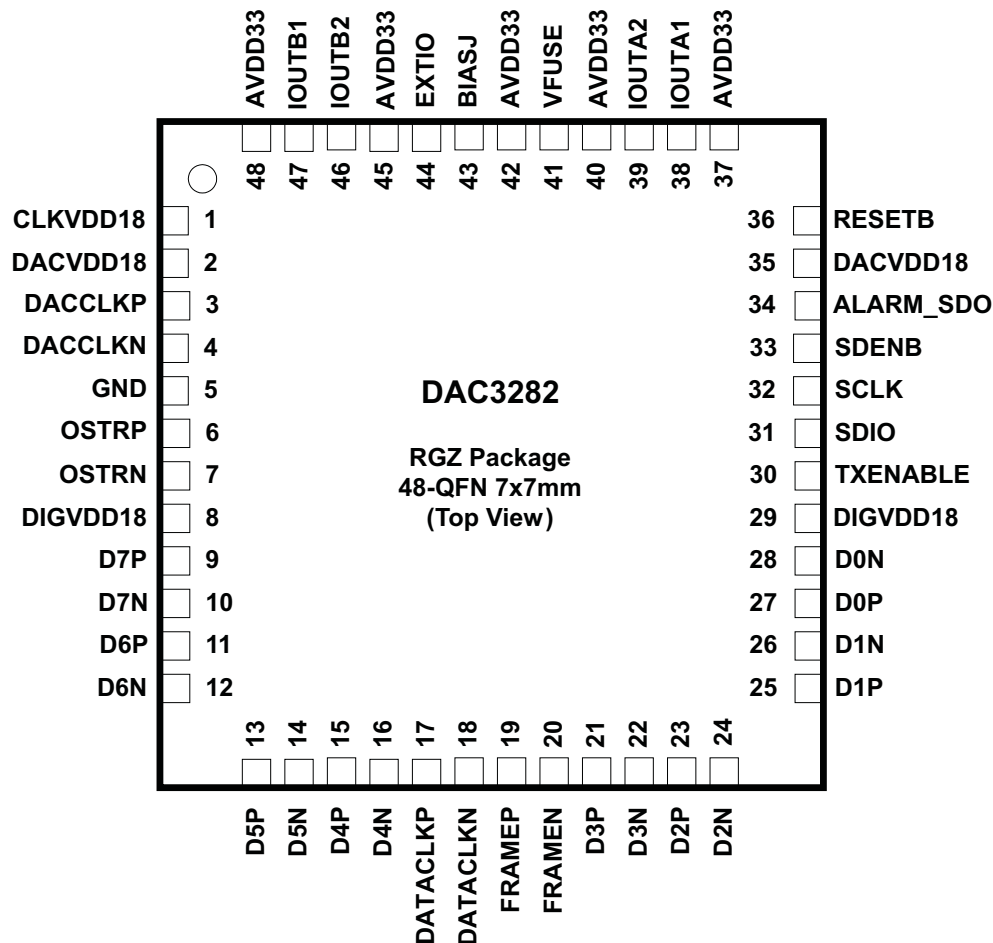 AVDD33
IOUTB1
IOUTB2
AVDD33
EXTIO
BIASJ
AVDD33
VFUSE
AVDD33
IOUTA2
IOUTA1
AVDD33
48
47
46
45
44
43
42
41
40
39
38
37
CLKVDD18 1
DACVDD18 2
DACCLKP 3
DACCLKN 4
GND 5
OSTRP 6
OSTRN 7
DIGVDD18 8
D7P 9
D7N 10
D6P 11
D6N 12
DAC3282
RGZ Package
48-QFN 7x7mm
(Top View)
36 RESETB
35 DACVDD18
34 ALARM_SDO
33 SDENB
32 SCLK
31 SDIO
30 TXENABLE
29 DIGVDD18
28 D0N
27 D0P
26 D1N
25 D1P
13
14
15
16
17
18
19
20
21
22
23
24
D5P
D5N
D4P
D4N
DATACLKP
DATACLKN
FRAMEP
FRAMEN
D3P
D3N
D2P
D2N